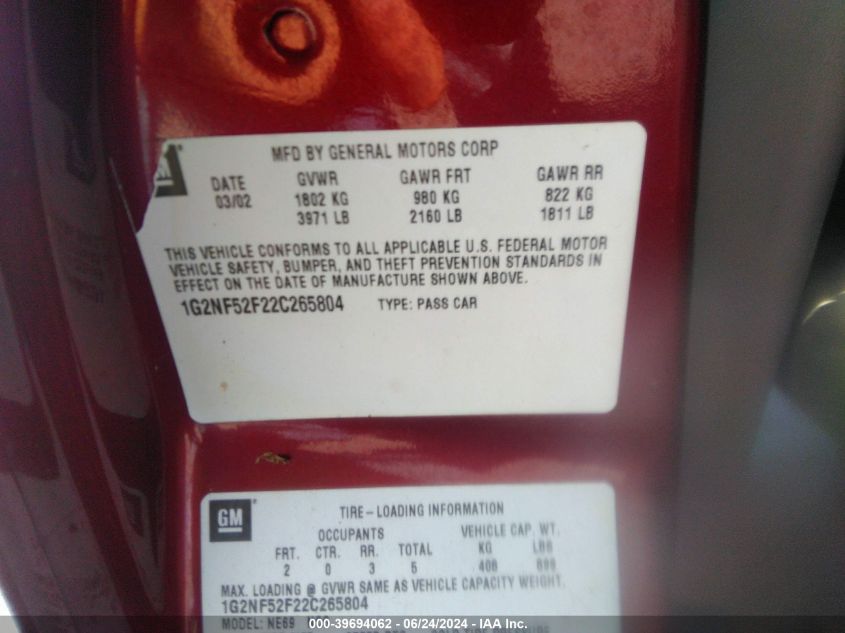 MFD BY GENERAL MOTORS CORP
GM
DATE GVWR GAWR FRT GAWR RR
03/02 1802 KG 980 KG 822 KG
3971 LB 2160 LB 1811 LB
THIS VEHICLE CONFORMS TO ALL APPLICABLE U.S. FEDERAL MOTOR
VEHICLE SAFETY, BUMPER, AND THEFT PREVENTION STANDARDS IN
EFFECT ON THE DATE OF MANUFACTURE SHOWN ABOVE.
1G2NF52F22C265804 TYPE: PASS CAR
GM
TIRE-LOADING INFORMATION
OCCUPANTS VEHICLE CAP. WT.
FRT. CTR. RR. TOTAL KG LBS
2 0 3 5 408 899
MAX. LOADING @ GVWR SAME AS VEHICLE CAPACITY WEIGHT.
1G2NF52F22C265804
MODEL: NE69
000-39694062 - 06/24/2024 - IAA Inc.